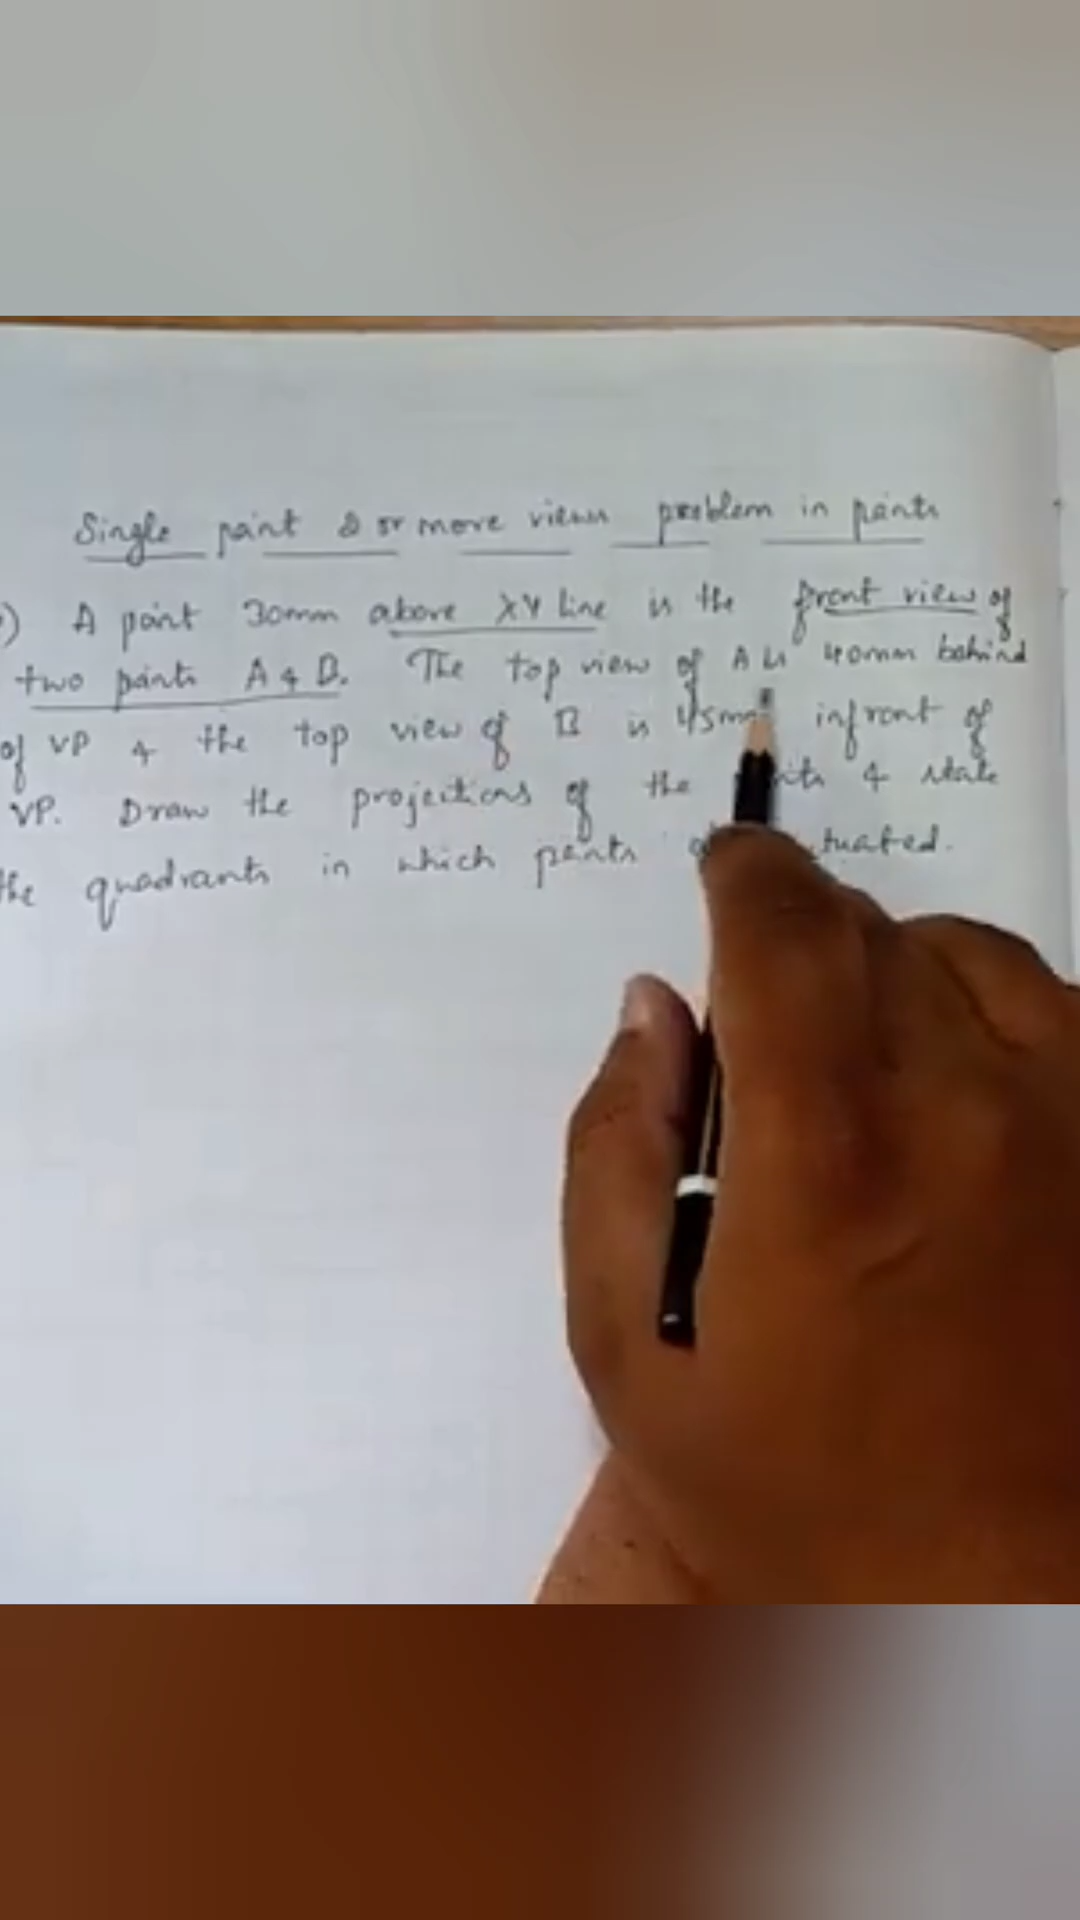 Single point 2 or more views problem in points
) A point 30mm above XY line is the front view of
two points A & B. The top view of A is 40mm behind
of VP & the top view of B is 45mm infront of
VP. Draw the projections of the & state
the quadrants in which points